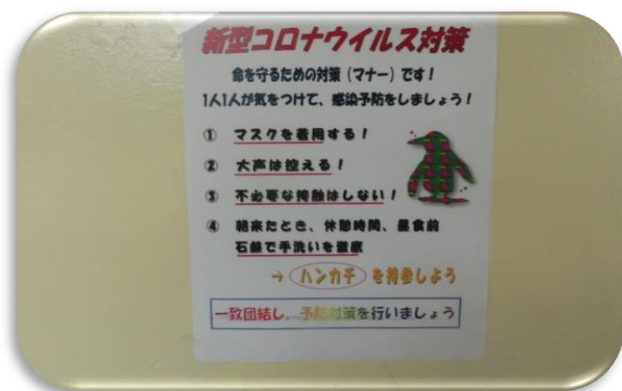 新型コロナウイルス対策
命を守るための対策（マナー）です！
1人1人が気をつけて、感染予防をしましょう！
① マスクを着用する！
② 大声は控える！
③ 不必要な接触はしない！
④ 朝来たとき、休憩時間、昼食前
石鹸で手洗いを徹底
→ ハンカチ を持参しよう
一致団結し、予防対策を行いましょう